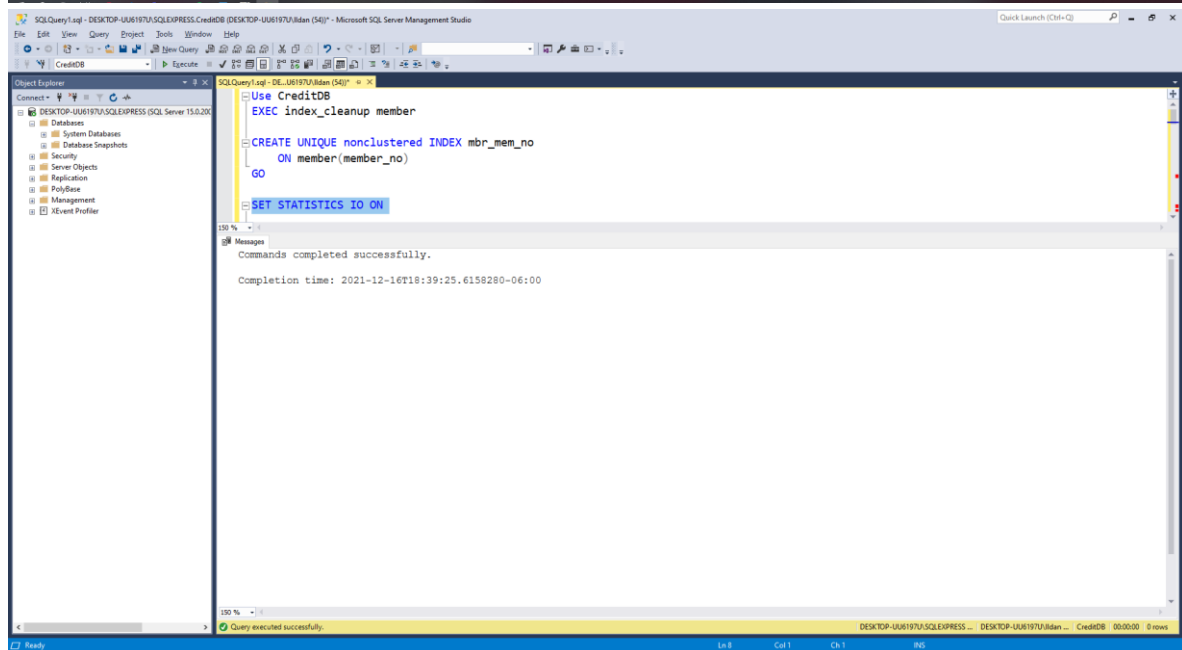 SQLQuery1.sql - DESKTOP-UU6197U\SQLEXPRESS.CreditDB (DESKTOP-UU6197U\Ildan (54))* - Microsoft SQL Server Management Studio
Quick Launch (Ctrl+Q)
File Edit View Query Project Tools Window Help
New Query
CreditDB
Execute
Object Explorer
SQLQuery1.sql - DE...UU6197U\Ildan (54))*
Connect
DESKTOP-UU6197U\SQLEXPRESS (SQL Server 15.0.200
Databases
System Databases
Database Snapshots
Security
Server Objects
Replication
PolyBase
Management
XEvent Profiler
Use CreditDB
EXEC index_cleanup member
CREATE UNIQUE nonclustered INDEX mbr_mem_no
ON member(member_no)
GO
SET STATISTICS IO ON
150 %
Messages
Commands completed successfully.
Completion time: 2021-12-16T18:39:25.6158280-06:00
150 %
Query executed successfully.
DESKTOP-UU6197U\SQLEXPRESS ... DESKTOP-UU6197U\Ildan ... CreditDB 00:00:00 0 rows
Ready
Ln 8 Col 1 Ch 1 INS